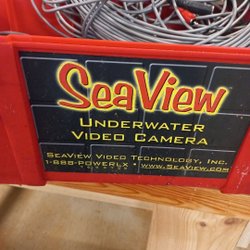 SeaView
Underwater
Video Camera
SeaView Video Technology, Inc.
1-888-POWERLX • www.SeaView.com